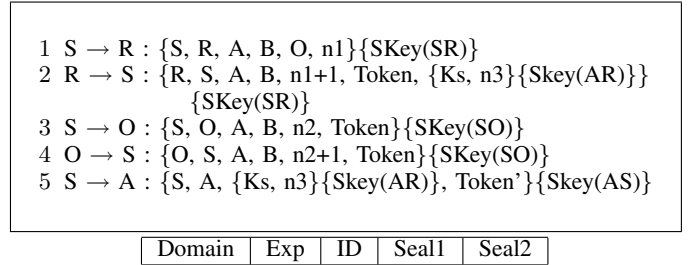 1 S → R : {S, R, A, B, O, n1}{SKey(SR)}
2 R → S : {R, S, A, B, n1+1, Token, {Ks, n3}{Skey(AR)}}
{SKey(SR)}
3 S → O : {S, O, A, B, n2, Token}{SKey(SO)}
4 O → S : {O, S, A, B, n2+1, Token}{SKey(SO)}
5 S → A : {S, A, {Ks, n3}{Skey(AR)}, Token’}{Skey(AS)}
Domain Exp ID Seal1 Seal2